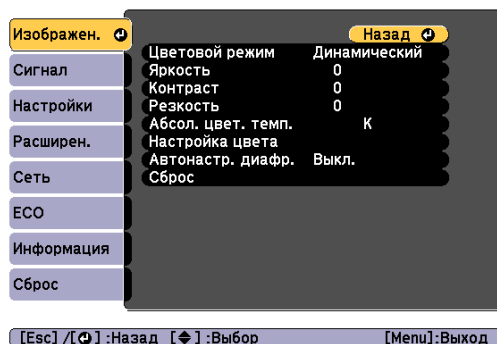 Изображен.
Назад
Цветовой режим Динамический
Сигнал
Яркость 0
Контраст 0
Настройки
Резкость 0
Абсол. цвет. темп. К
Расширен.
Настройка цвета
Автонастр. диафр. Выкл.
Сеть
Сброс
ECO
Информация
Сброс
[Esc] /[ ] :Назад [ ] :Выбор [Menu]:Выход